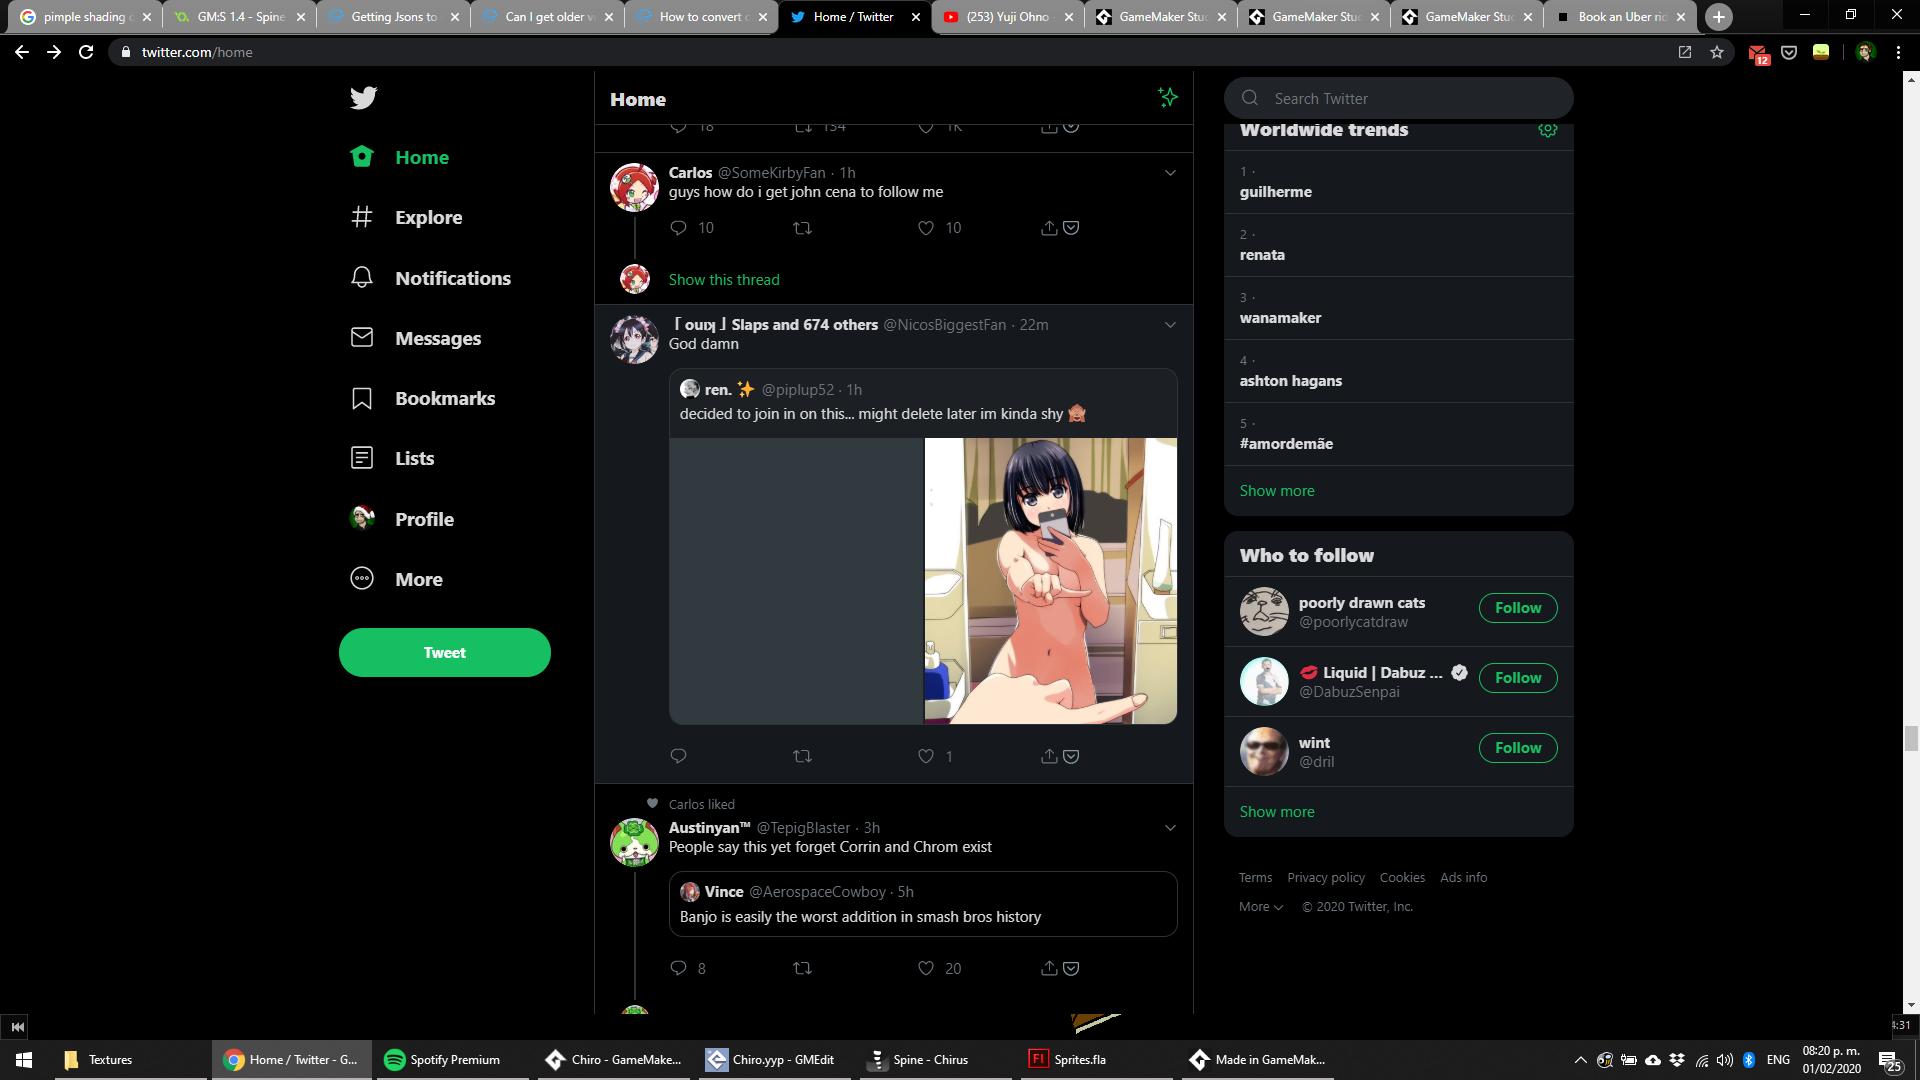 pimple shading
GM:S 1.4 - Spine
Getting Jsons to
Can I get older
How to convert
Home / Twitter
(253) Yuji Ohno
GameMaker Stu
GameMaker Stu
GameMaker Stu
Book an Uber
twitter.com/home
12
Home
Explore
Notifications
Messages
Bookmarks
Lists
Profile
More
Tweet
Home
18
134
1K
Carlos @SomeKirbyFan · 1h
guys how do i get john cena to follow me
10
10
Show this thread
Slaps and 674 others @NicosBiggestFan · 22m
God damn
ren. ✨ @piplup52 · 1h
decided to join in on this... might delete later im kinda shy 🙈
1
Carlos liked
Austinyan™ @TepigBlaster · 3h
People say this yet forget Corrin and Chrom exist
Vince @AerospaceCowboy · 5h
Banjo is easily the worst addition in smash bros history
8
20
Search Twitter
Worldwide trends
1 ·
guilherme
2 ·
renata
3 ·
wanamaker
4 ·
ashton hagans
5 ·
#amordemãe
Show more
Who to follow
poorly drawn cats
@poorlycatdraw
Follow
💋 Liquid | Dabuz ...
@DabuzSenpai
Follow
wint
@dril
Follow
Show more
Terms Privacy policy Cookies Ads info
More © 2020 Twitter, Inc.
4:31
Textures
Home / Twitter - G...
Spotify Premium
Chiro - GameMake...
Chiro.yyp - GMEdit
Spine - Chirus
Sprites.fla
Made in GameMak...
ENG
08:20 p. m.
01/02/2020
25